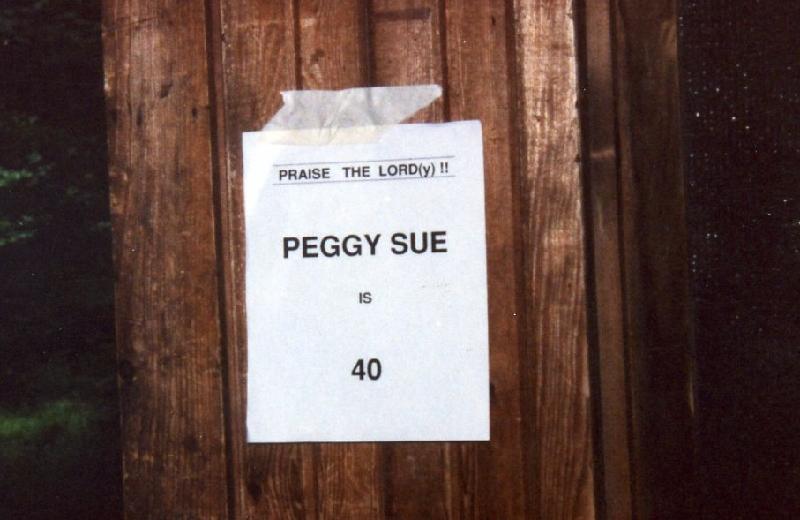 PRAISE THE LORD(y) !!
PEGGY SUE
IS
40